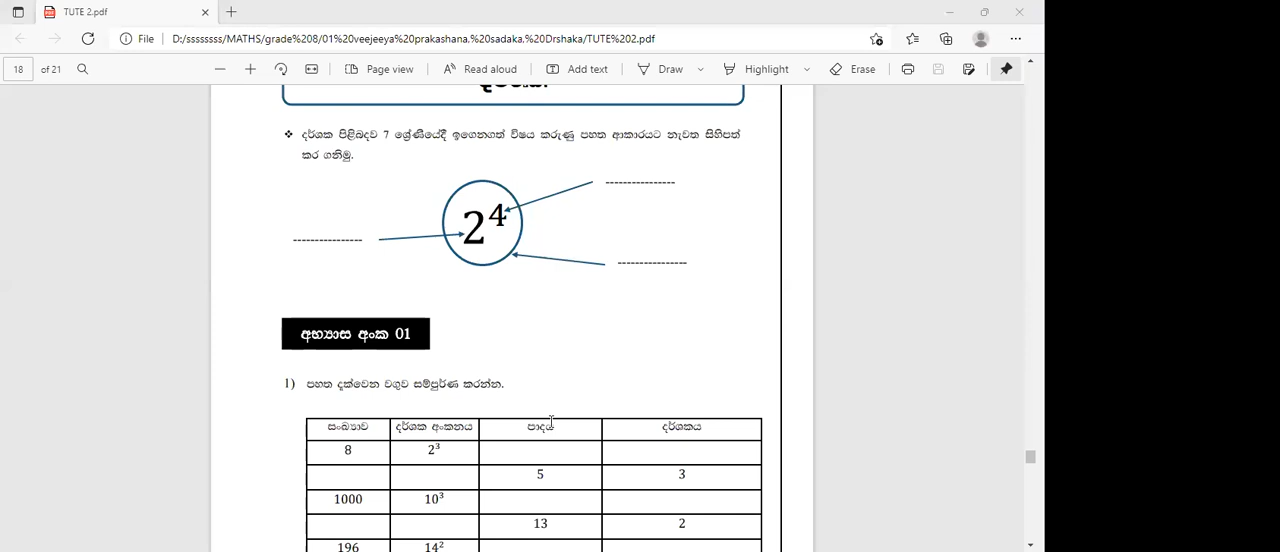 TUTE 2.pdf
File D:/ssssssss/MATHS/grade%208/01%20veejeeya%20prakashana.%20sadaka.%20Drshaka/TUTE%202.pdf
18 of 21 Page view Read aloud Add text Draw Highlight Erase
❖ දර්ශක පිළිබදව 7 ශ්‍රේණියේදී ඉගෙනගත් විෂය කරුණු පහත ආකාරයට නැවත සිහිපත්
කර ගනිමු.
----------------
2⁴
----------------
----------------
අභ්‍යාස අංක 01
1) පහත දැක්වෙන වගුව සම්පුර්ණ කරන්න.
සංඛ්‍යාව දර්ශක අංකනය පාදය දර්ශකය
8 2³
5 3
1000 10³
13 2
196 14²